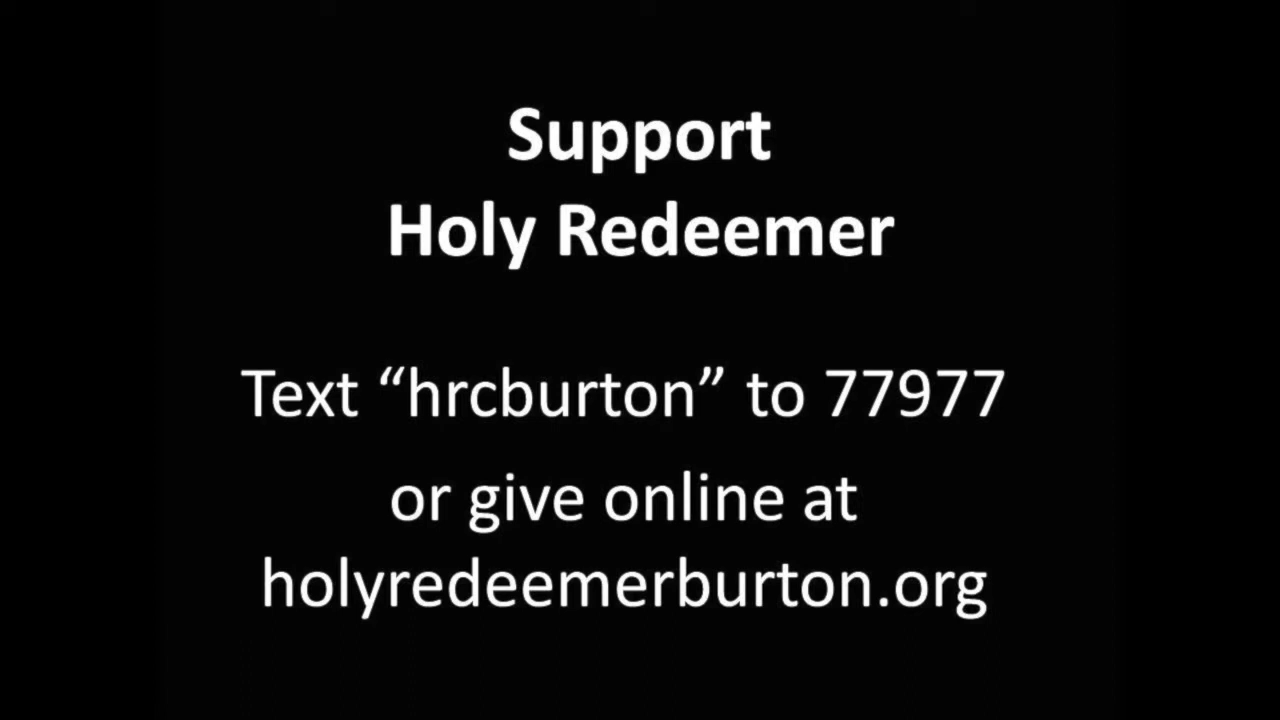 Support
Holy Redeemer
Text “hrcburton” to 77977
or give online at
holyredeemerburton.org